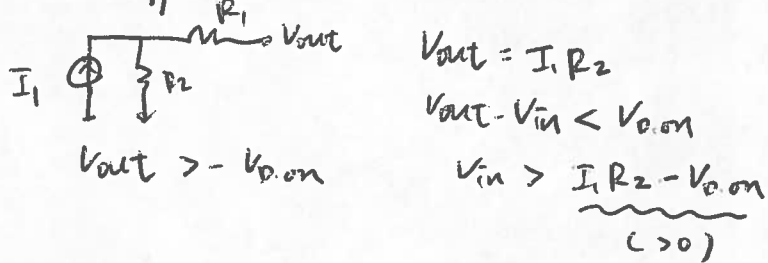 R₁
Vout
I₁
R₂
Vout = I₁R₂
Vout - Vin < VD.on
Vout > - VD.on
Vin > I₁R₂ - VD.on
(>0)